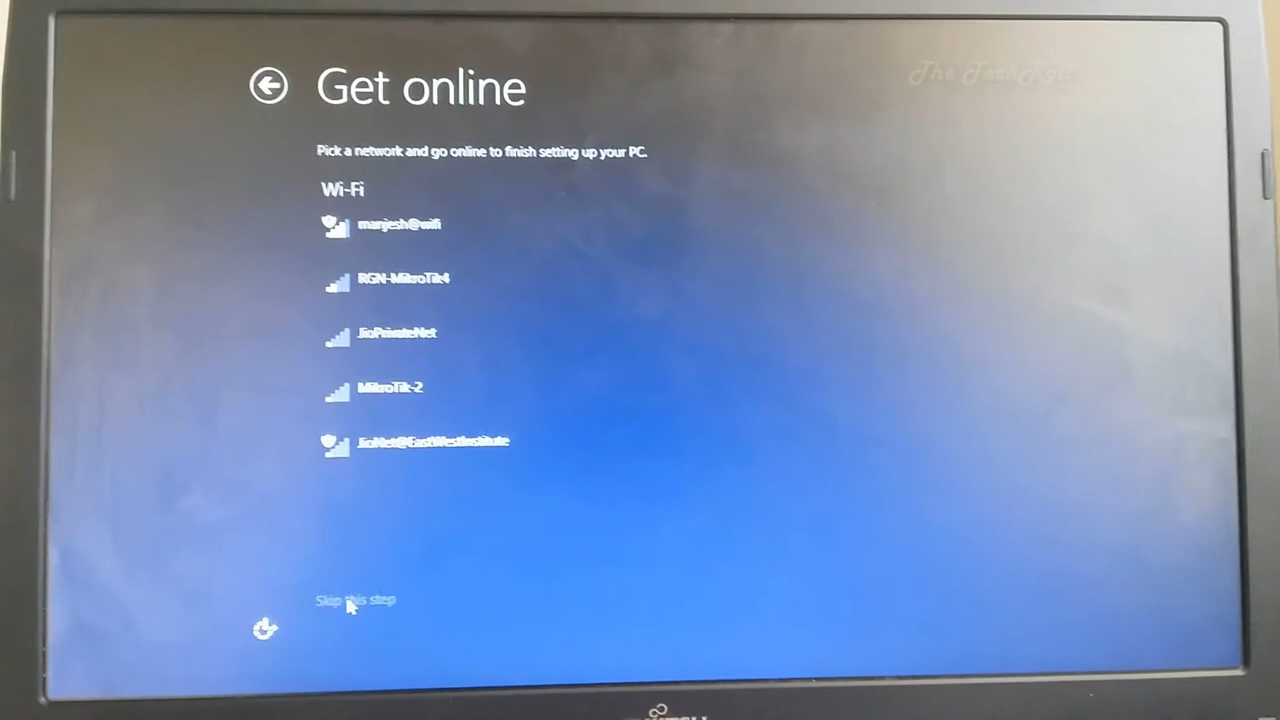 Get online
Pick a network and go online to finish setting up your PC.
Wi-Fi
manjesh@wifi
RGN-MikroTik4
JioPrivateNet
MikroTik-2
JioNet@EastWestInstitute
Skip this step